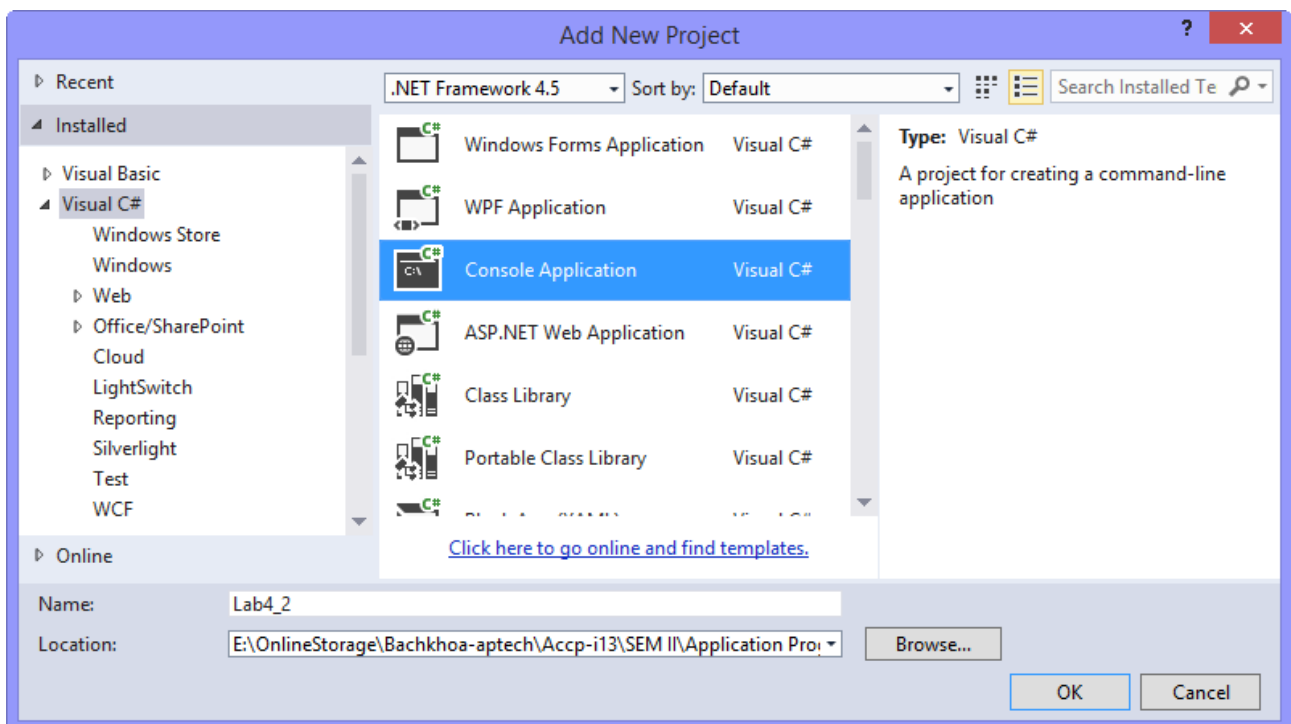 Add New Project
?
Recent
.NET Framework 4.5
Sort by: Default
Search Installed Te
Installed
Visual Basic
Visual C#
Windows Store
Windows
Web
Office/SharePoint
Cloud
LightSwitch
Reporting
Silverlight
Test
WCF
Online
Windows Forms Application Visual C#
WPF Application Visual C#
Console Application Visual C#
ASP.NET Web Application Visual C#
Class Library Visual C#
Portable Class Library Visual C#
Click here to go online and find templates.
Type: Visual C#
A project for creating a command-line
application
Name: Lab4_2
Location: E:\OnlineStorage\Bachkhoa-aptech\Accp-i13\SEM II\Application Pro
Browse...
OK Cancel